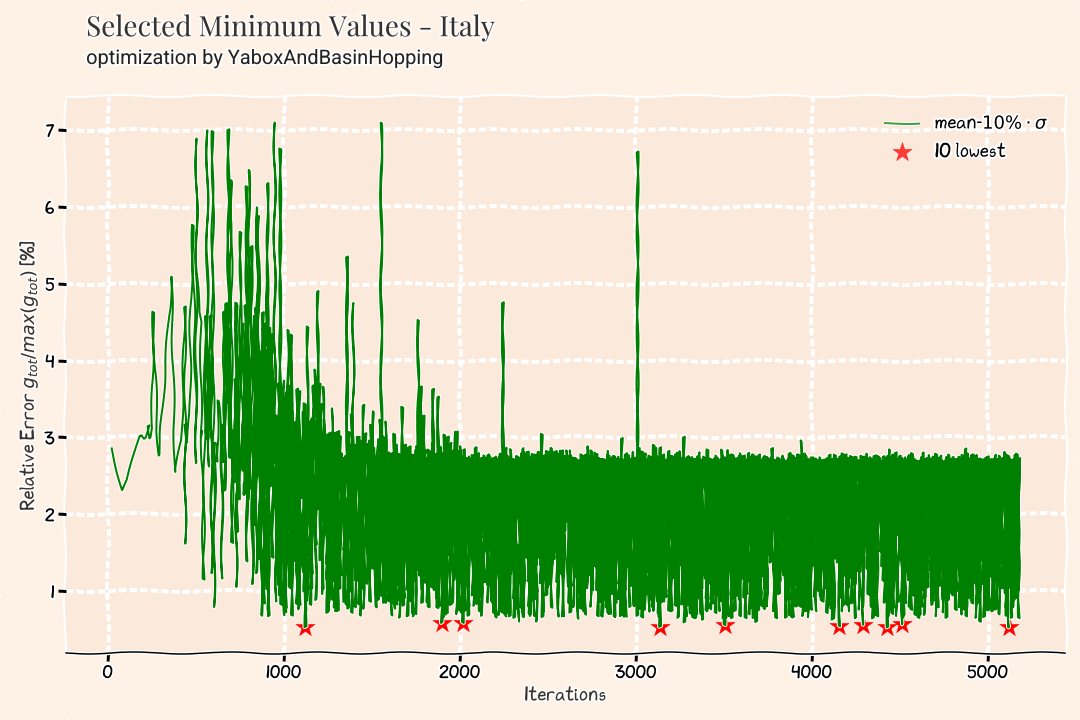 Selected Minimum Values - Italy
optimization by YaboxAndBasinHopping
mean-10% · σ
10 lowest
Relative Error g_tot/max(g_tot) [%]
7
6
5
4
3
2
1
0 1000 2000 3000 4000 5000
Iterations